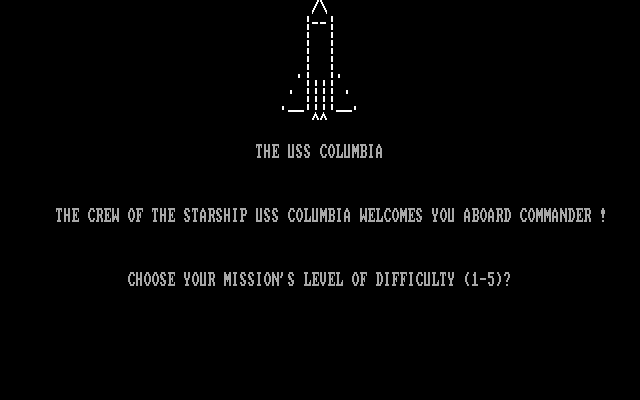 THE USS COLUMBIA
THE CREW OF THE STARSHIP USS COLUMBIA WELCOMES YOU ABOARD COMMANDER !
CHOOSE YOUR MISSION'S LEVEL OF DIFFICULTY (1-5)?